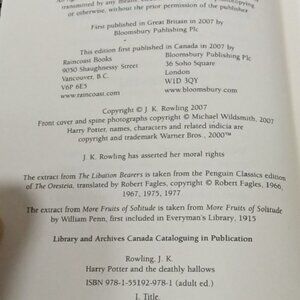 transmitted by any means
or otherwise, without the prior permission of the publisher
First published in Great Britain in 2007 by
Bloomsbury Publishing Plc
This edition first published in Canada in 2007 by
Raincoast Books Bloomsbury Publishing Plc
9050 Shaughnessy Street 36 Soho Square
Vancouver, B.C. London
V6P 6E5 W1D 3QY
www.raincoast.com www.bloomsbury.com
Copyright © J. K. Rowling 2007
Front cover and spine photographs copyright © Michael Wildsmith, 2007
Harry Potter, names, characters and related indicia are
copyright and trademark Warner Bros., 2000™
J. K. Rowling has asserted her moral rights
The extract from The Libation Bearers is taken from the Penguin Classics edition
of The Oresteia, translated by Robert Fagles, copyright © Robert Fagles, 1966,
1967, 1975, 1977
The extract from More Fruits of Solitude is taken from More Fruits of Solitude
by William Penn, first included in Everyman's Library, 1915
Library and Archives Canada Cataloguing in Publication
Rowling, J. K.
Harry Potter and the deathly hallows
ISBN 978-1-55192-978-1 (adult ed.)
I. Title.